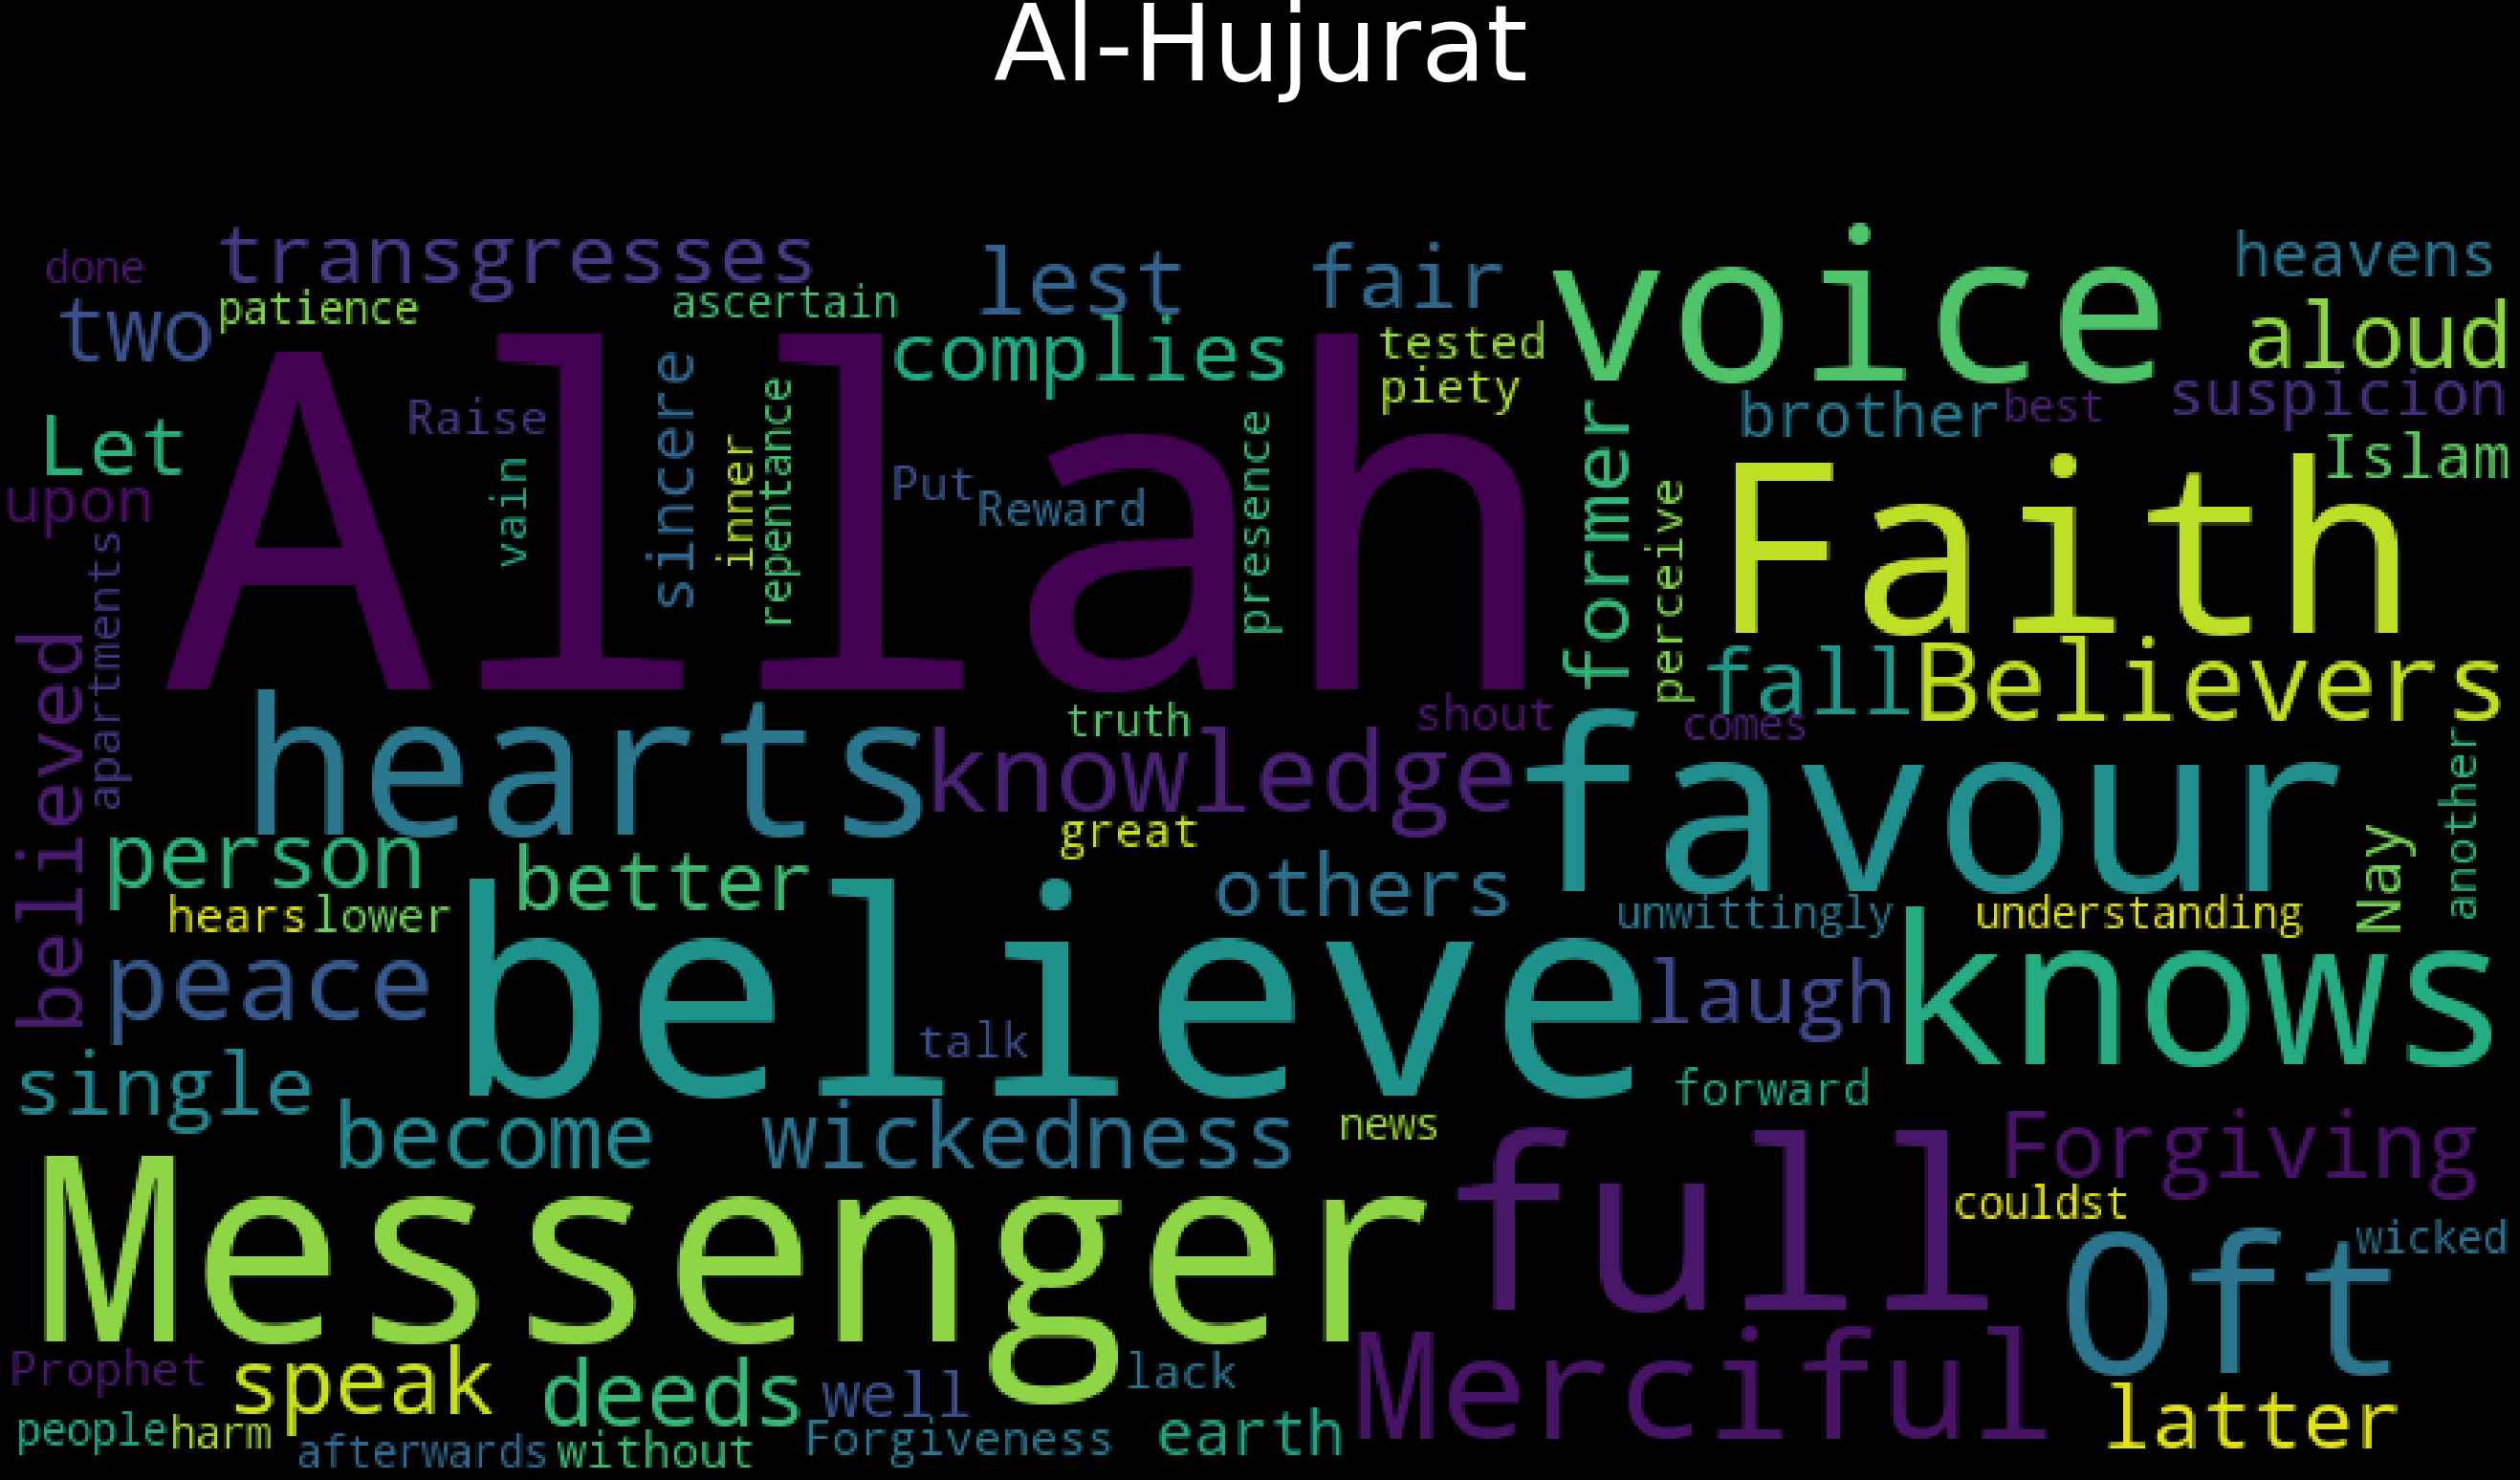 Al-Hujurat
done
transgresses
lest
fair
voice
heavens
two
patience
ascertain
complies
tested
piety
aloud
suspicion
Allah
Raise
sincere
repentance
inner
vain
Put
Reward
presence
former
brother
best
Islam
Let
upon
Faith
perceive
apartments
believed
fall
Believers
hearts
truth
shout
comes
knowledge
favour
another
great
person
better
others
Nay
hears
lower
unwittingly
understanding
peace
believe
laugh
knows
talk
single
forward
become
wickedness
news
Forgiving
Messenger
full
couldst
Oft
wicked
Prophet
speak
deeds
well
lack
Merciful
latter
people
harm
afterwards
without
Forgiveness
earth